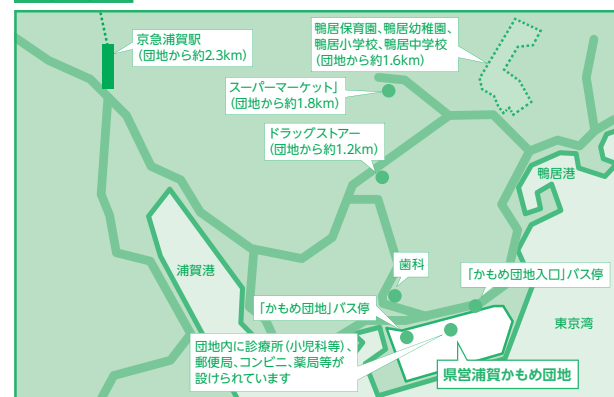 京急浦賀駅
（団地から約2.3km）
鴨居保育園、鴨居幼稚園、
鴨居小学校、鴨居中学校
（団地から約1.6km）
スーパーマーケット」
（団地から約1.8km）
ドラッグストアー
（団地から約1.2km）
鴨居港
浦賀港
歯科
「かもめ団地入口」バス停
「かもめ団地」バス停
東京湾
団地内に診療所（小児科等）、
郵便局、コンビニ、薬局等が
設けられています
県営浦賀かもめ団地